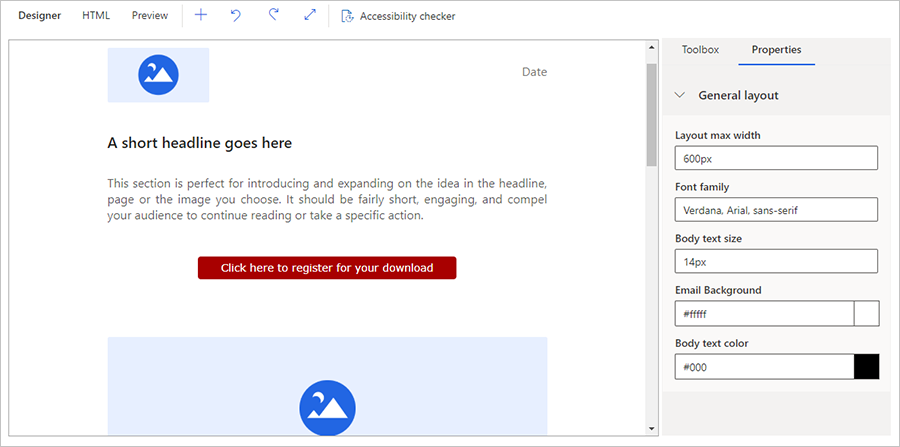 Designer HTML Preview Accessibility checker
Toolbox Properties
Date
General layout
A short headline goes here
This section is perfect for introducing and expanding on the idea in the headline,
page or the image you choose. It should be fairly short, engaging, and compel
your audience to continue reading or take a specific action.
Click here to register for your download
Layout max width
600px
Font family
Verdana, Arial, sans-serif
Body text size
14px
Email Background
#fffff
Body text color
#000